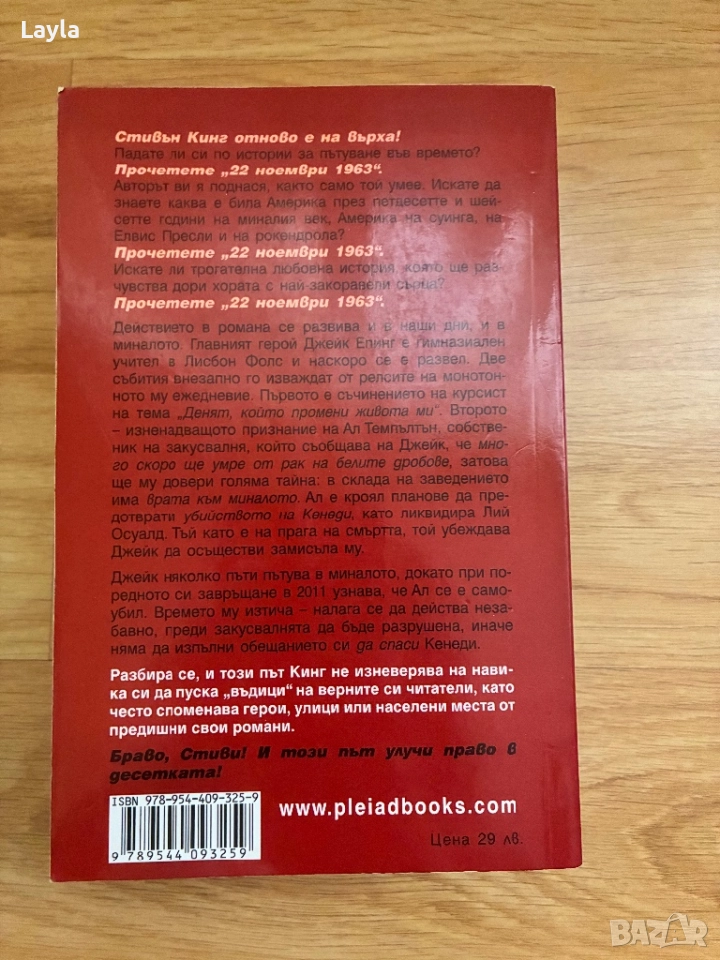 Layla
Стивън Кинг отново е на върха!
Падате ли си по истории за пътуване във времето?
Прочетете „22 ноември 1963“.
Авторът ви я поднася, както само той умее. Искате да
знаете каква е била Америка през петдесетте и шей-
сетте години на миналия век, Америка на суинга, на
Елвис Пресли и на рокендрола?
Прочетете „22 ноември 1963“.
Искате ли трогателна любовна история, която ще раз-
чувства дори хората с най-закоравели сърца?
Прочетете „22 ноември 1963“.
Действието в романа се развива и в наши дни, и в
миналото. Главният герой Джейк Епинг е гимназиален
учител в Лисбон Фолс и наскоро се е развел. Две
събития внезапно го изваждат от релсите на монотон-
ното му ежедневие. Първото е съчинението на курсист
на тема „Денят, който промени живота ми“. Второто
– изненадващото признание на Ал Темпълтън, собстве-
ник на закусвалня, който съобщава на Джейк, че мно-
го скоро ще умре от рак на белите дробове, затова
ще му довери голяма тайна: в склада на заведението
има врата към миналото. Ал е кроял планове да пре-
дотврати убийството на Кенеди, като ликвидира Лий
Осуалд. Тъй като е на прага на смъртта, той убеждава
Джейк да осъществи замисъла му.
Джейк няколко пъти пътува в миналото, докато при по-
редното си завръщане в 2011 узнава, че Ал се е само-
убил. Времето му изтича – налага се да действа неза-
бавно, преди закусвалнята да бъде разрушена, иначе
няма да изпълни обещанието си да спаси Кенеди.
Разбира се, и този път Кинг не изневерява на нави-
ка си да пуска „въдици“ на верните си читатели, като
често споменава герои, улици или населени места от
предишни свои романи.
Браво, Стиви! И този път улучи право в
десетката!
ISBN 978-954-409-325-9
9 789544 093259
www.pleiadbooks.com
Цена 29 лв.
BAZAR